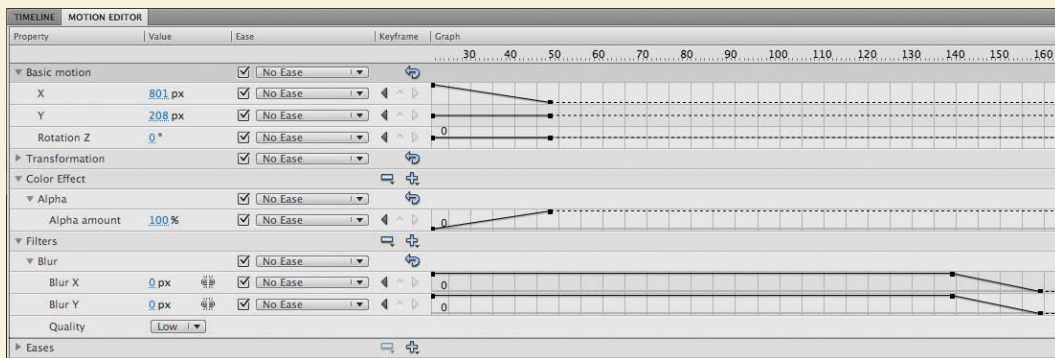 TIMELINE MOTION EDITOR
Property Value Ease Keyframe Graph
30 40 50 60 70 80 90 100 110 120 130 140 150 160
Basic motion No Ease
X 801 px No Ease
Y 208 px No Ease
Rotation Z 0° No Ease 0
Transformation No Ease
Color Effect
Alpha No Ease
Alpha amount 100 % No Ease 0
Filters
Blur No Ease
Blur X 0 px No Ease 0
Blur Y 0 px No Ease 0
Quality Low
Eases